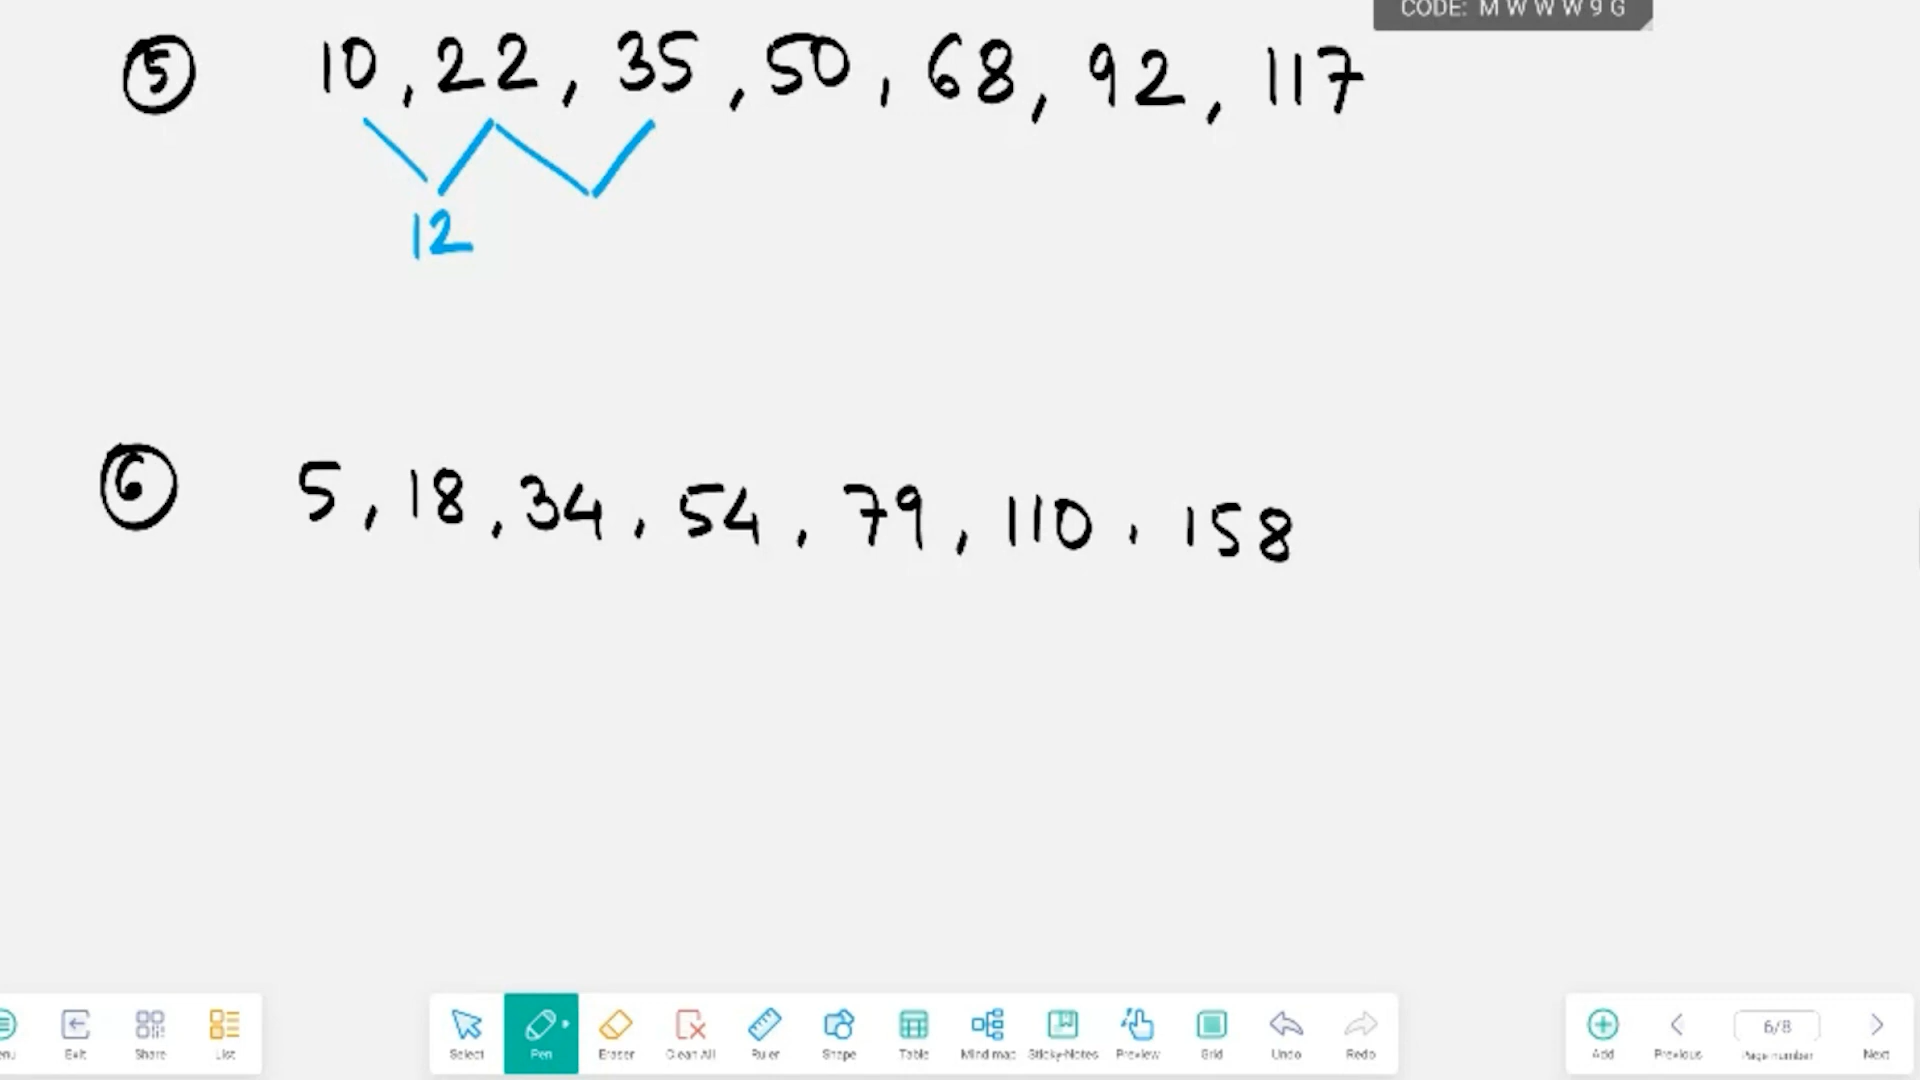 CODE: MWWW9G
5 10, 22, 35, 50, 68, 92, 117
12
6 5, 18, 34, 54, 79, 110, 158
Exit Share List Select Pen Eraser Clean All Ruler Shape Table Mind map Sticky-Notes Preview Grid Undo Redo Add Previous 6/8 Page number Next